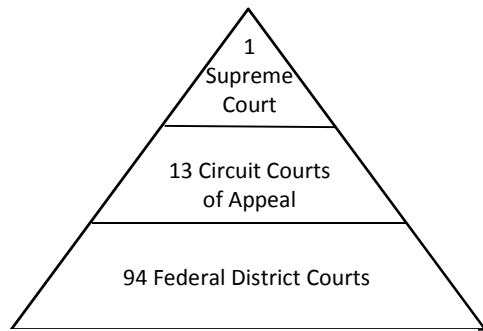 1
Supreme
Court
13 Circuit Courts
of Appeal
94 Federal District Courts